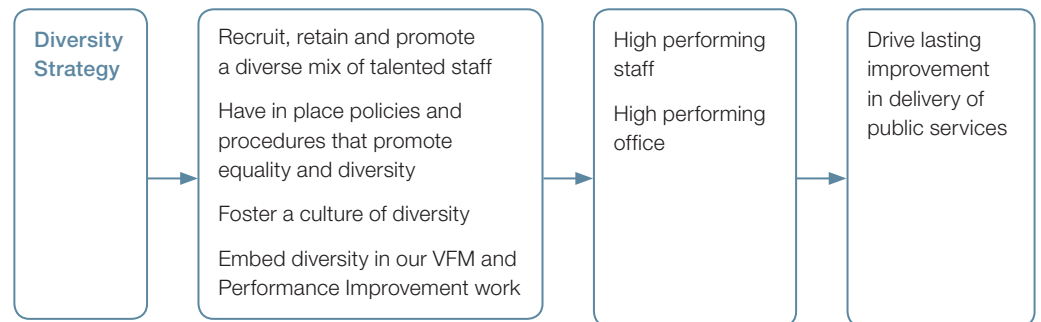 Diversity
Strategy
Recruit, retain and promote
a diverse mix of talented staff
Have in place policies and
procedures that promote
equality and diversity
Foster a culture of diversity
Embed diversity in our VFM and
Performance Improvement work
High performing
staff
High performing
office
Drive lasting
improvement
in delivery of
public services